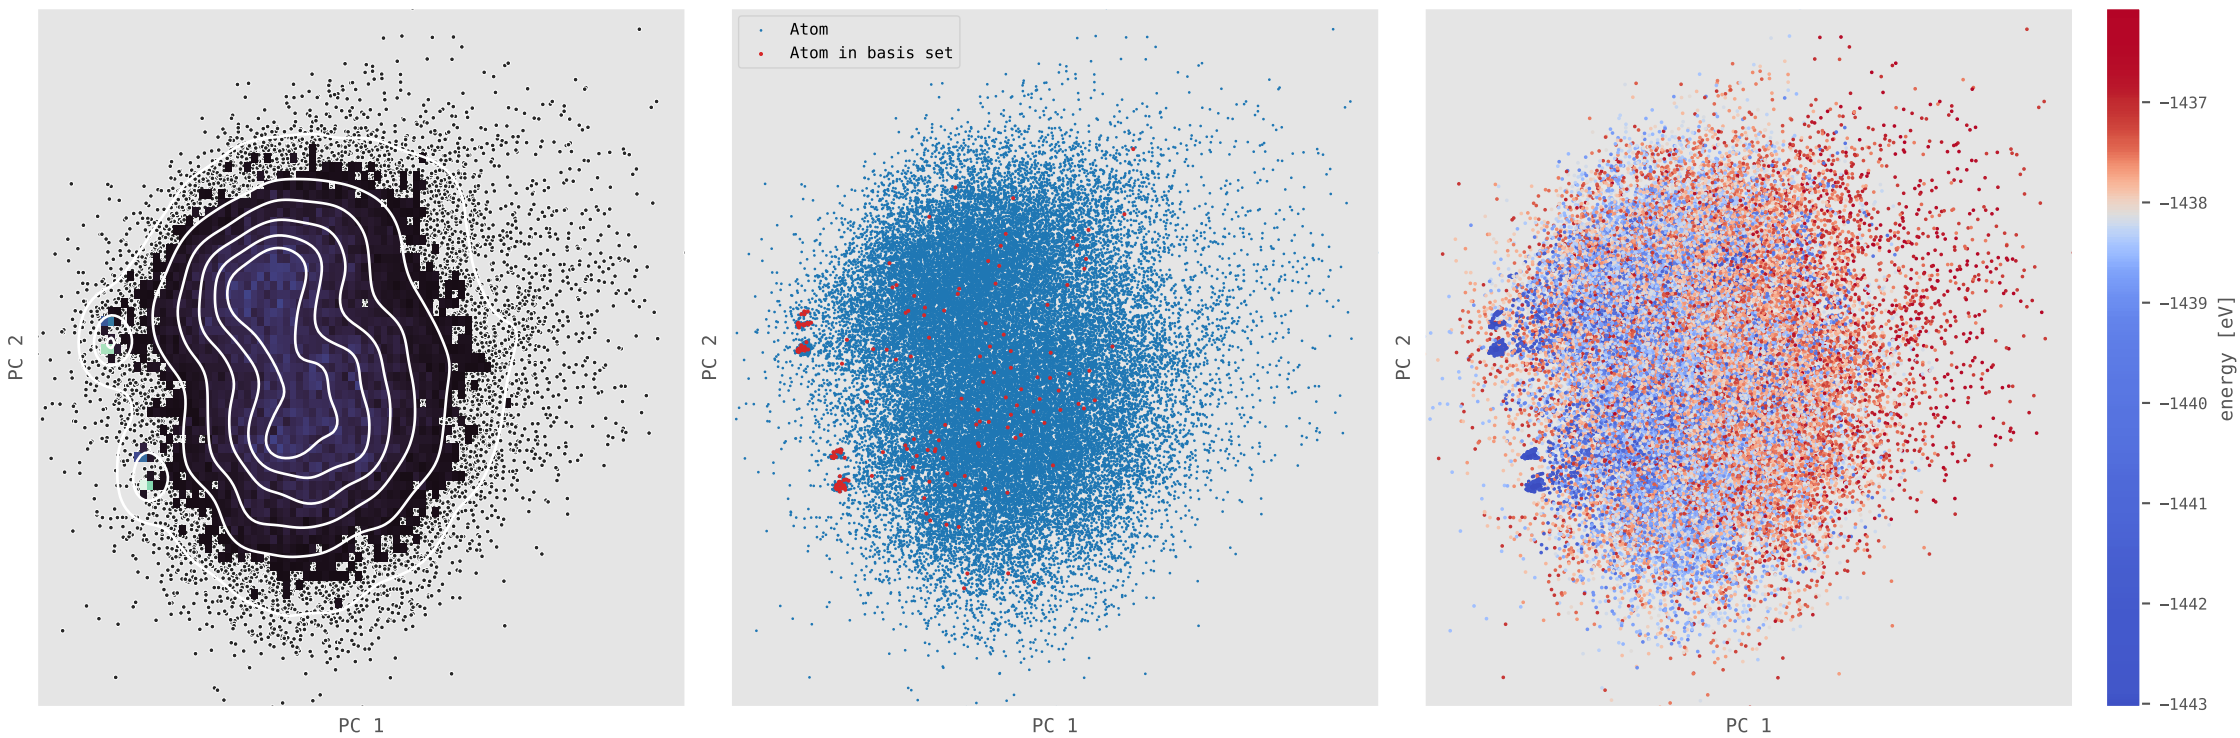 PC 2
PC 1
Atom
Atom in basis set
PC 2
PC 1
PC 2
PC 1
−1437
−1438
−1439
−1440
−1441
−1442
−1443
energy [eV]